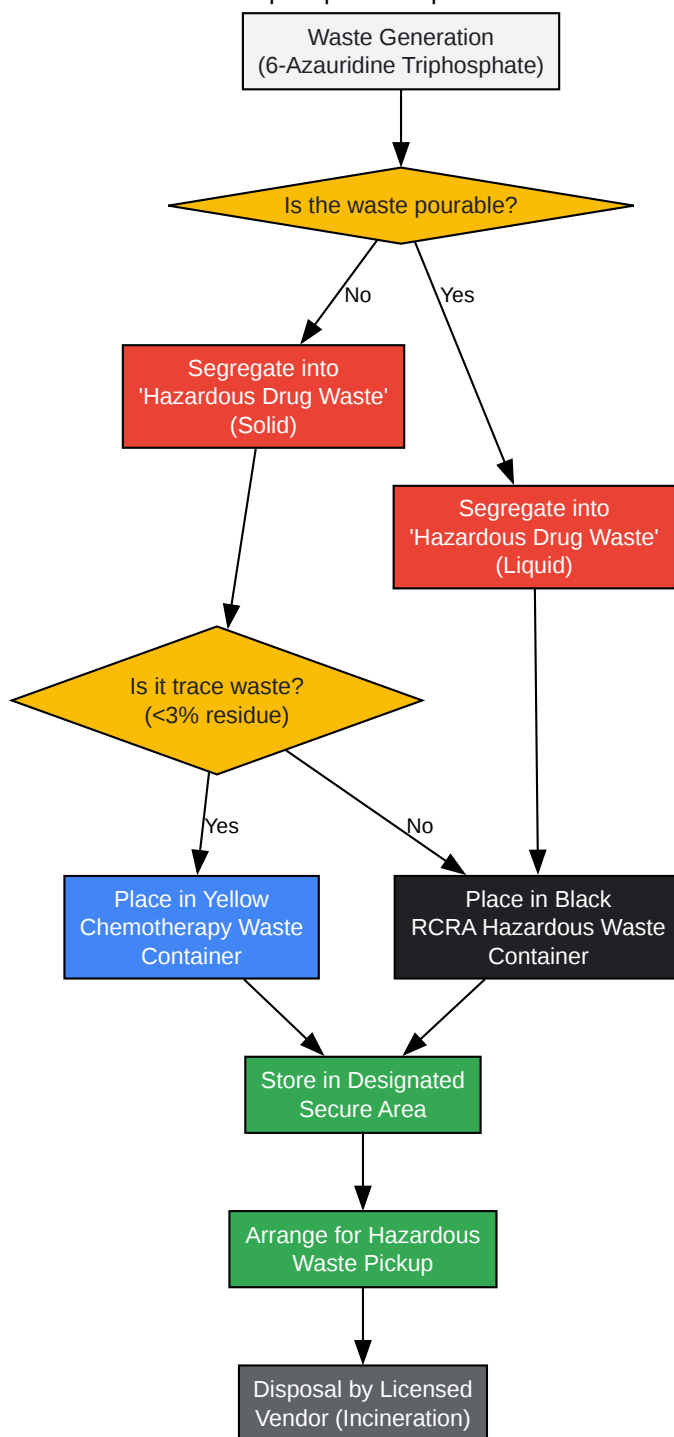 Waste Generation
(6-Azauridine Triphosphate)
Is the waste pourable?
No
Yes
Segregate into
'Hazardous Drug Waste'
(Solid)
Segregate into
'Hazardous Drug Waste'
(Liquid)
Is it trace waste?
(<3% residue)
Yes
No
Place in Yellow
Chemotherapy Waste
Container
Place in Black
RCRA Hazardous Waste
Container
Store in Designated
Secure Area
Arrange for Hazardous
Waste Pickup
Disposal by Licensed
Vendor (Incineration)